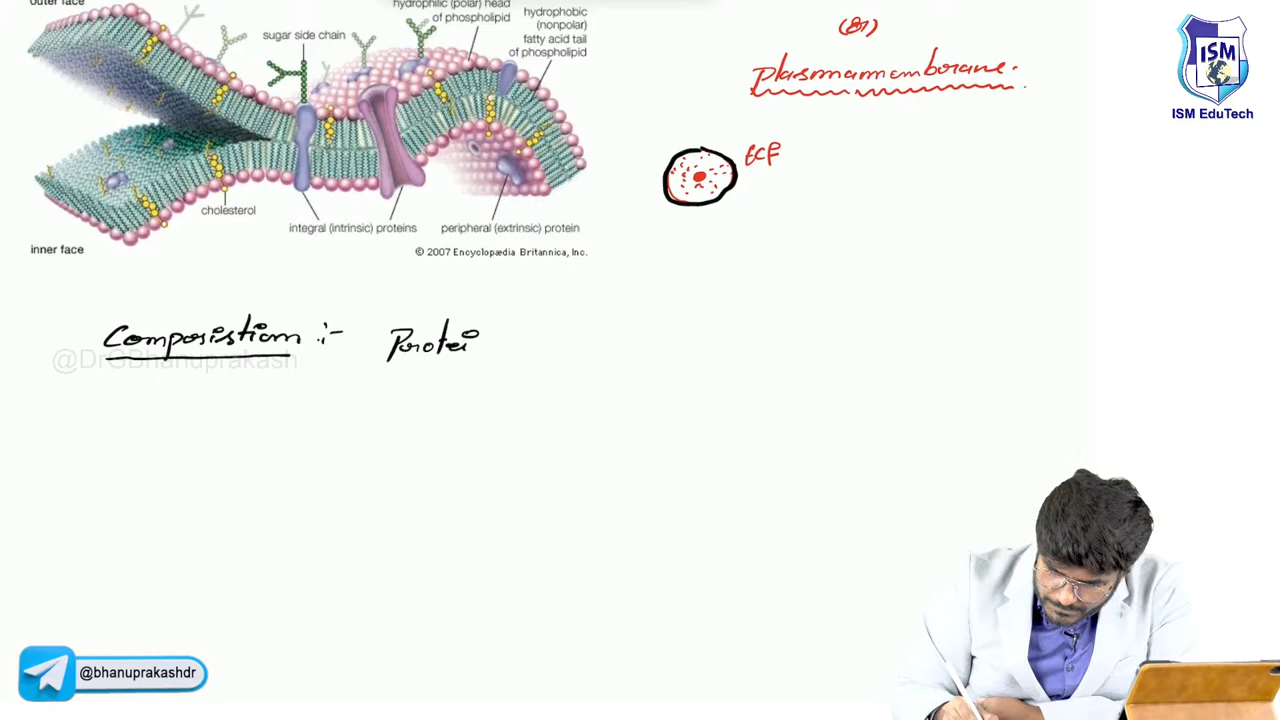 outer face
hydrophilic (polar) head
of phospholipid
hydrophobic
(nonpolar)
fatty acid tail
of phospholipid
sugar side chain
cholesterol
integral (intrinsic) proteins
peripheral (extrinsic) protein
inner face
© 2007 Encyclopædia Britannica, Inc.
(or)
plasmamembrane.
ECF
ISM
ISM EduTech
Composistion :- Protei
@DrGBhanuprakash
@bhanuprakashdr